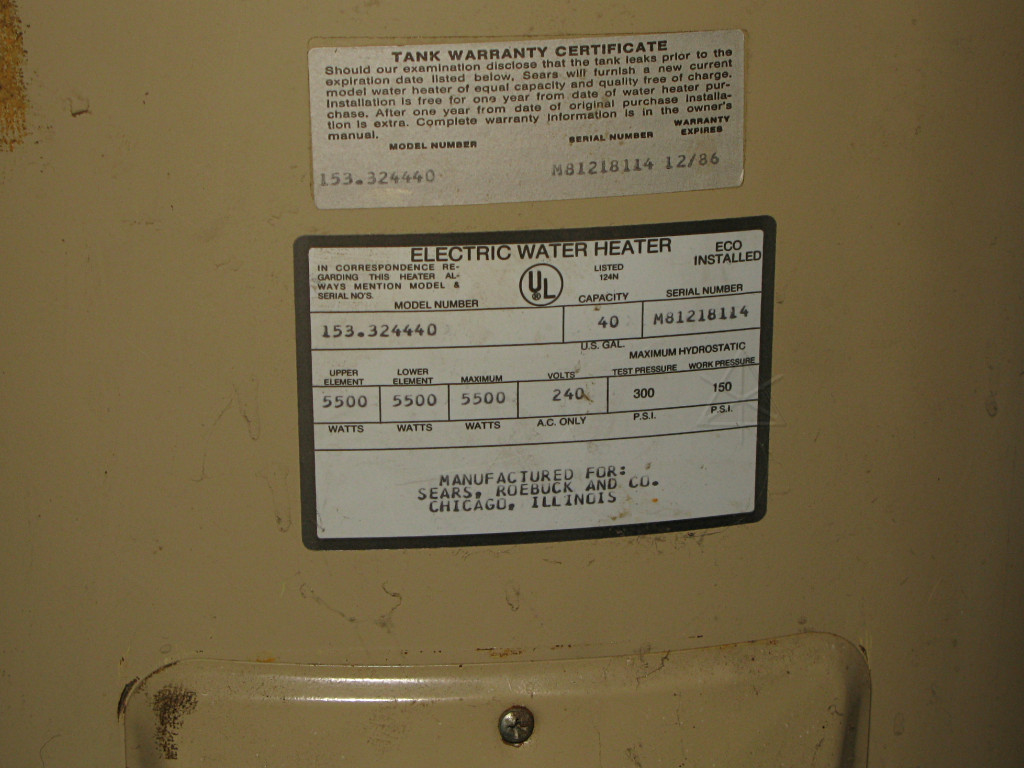 TANK WARRANTY CERTIFICATE
Should our examination disclose that the tank leaks prior to the
expiration date listed below, Sears will furnish a new current
model water heater of equal capacity and quality free of charge.
Installation is free for one year from date of water heater pur-
chase. After one year from date of original purchase installa-
tion is extra. Complete warranty information is in the owner's
manual.
MODEL NUMBER SERIAL NUMBER WARRANTY
EXPIRES
153.324440 M81218114 12/86
ELECTRIC WATER HEATER
ECO
INSTALLED
IN CORRESPONDENCE RE-
GARDING THIS HEATER AL-
WAYS MENTION MODEL &
SERIAL NO'S.
UL
®
LISTED
124N
MODEL NUMBER CAPACITY SERIAL NUMBER
153.324440 40 M81218114
U.S. GAL.
MAXIMUM HYDROSTATIC
UPPER
ELEMENT
LOWER
ELEMENT
MAXIMUM VOLTS TEST PRESSURE WORK PRESSURE
5500 5500 5500 240 300 150
WATTS WATTS WATTS A.C. ONLY P.S.I. P.S.I.
MANUFACTURED FOR:
SEARS, ROEBUCK AND CO.
CHICAGO, ILLINOIS